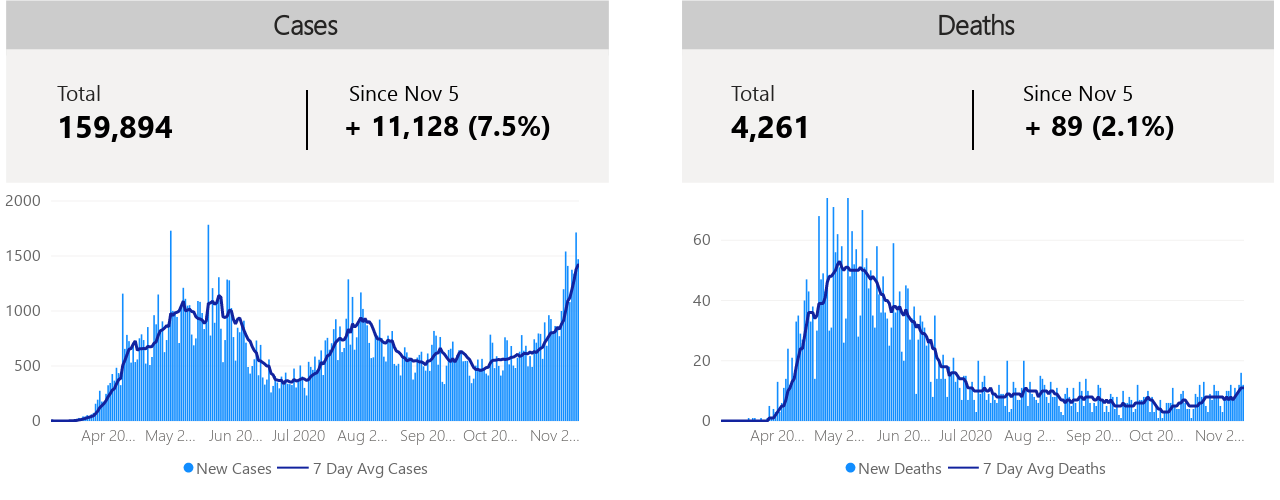 Cases
Total
159,894
Since Nov 5
+ 11,128 (7.5%)
2000
1500
1000
500
0
Apr 20... May 2... Jun 20... Jul 2020 Aug 2... Sep 20... Oct 20... Nov 2...
New Cases 7 Day Avg Cases
Deaths
Total
4,261
Since Nov 5
+ 89 (2.1%)
60
40
20
0
Apr 20... May 2... Jun 20... Jul 2020 Aug 2... Sep 20... Oct 20... Nov 2...
New Deaths 7 Day Avg Deaths